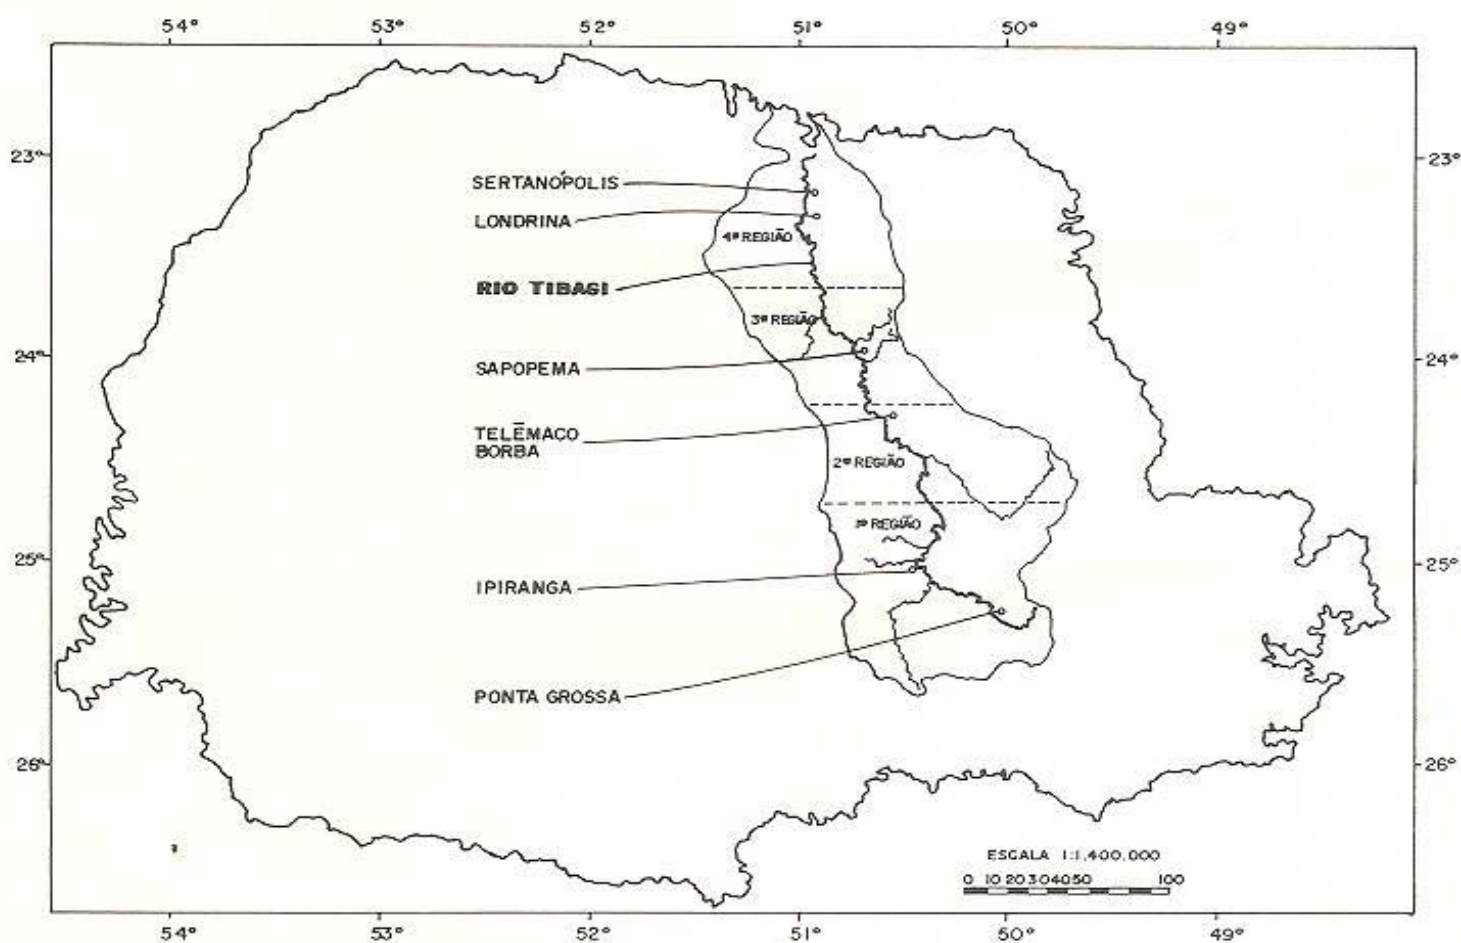 54° 53° 52° 51° 50° 49°
23° 23°
SERTANÓPOLIS
LONDRINA
4ª REGIÃO
RIO TIBAGI
3ª REGIÃO
24° 24°
SAPOPEMA
TELÊMACO
BORBA
2ª REGIÃO
1ª REGIÃO
25° 25°
IPIRANGA
PONTA GROSSA
26° 26°
ESCALA 1:1.400.000
0 10 20 30 40 50 100
54° 53° 52° 51° 50° 49°